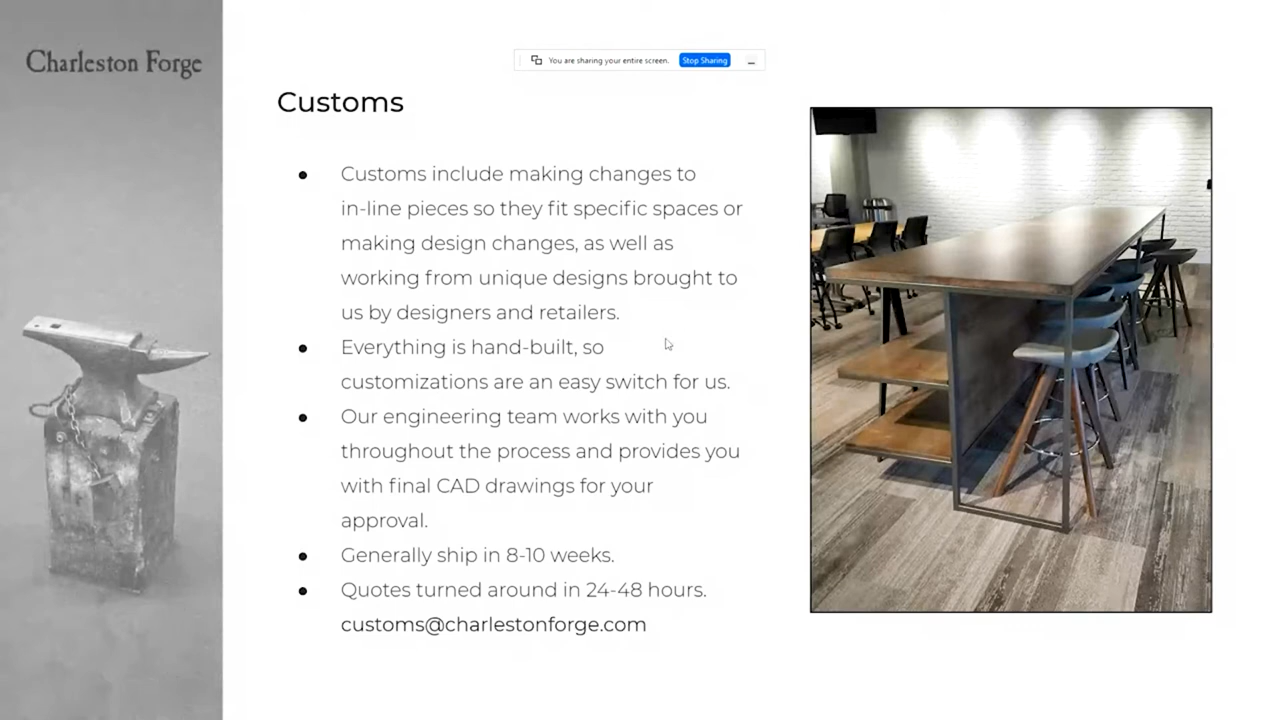 Charleston Forge
You are sharing your entire screen. Stop Sharing
Customs
● Customs include making changes to
in-line pieces so they fit specific spaces or
making design changes, as well as
working from unique designs brought to
us by designers and retailers.
● Everything is hand-built, so
customizations are an easy switch for us.
● Our engineering team works with you
throughout the process and provides you
with final CAD drawings for your
approval.
● Generally ship in 8-10 weeks.
● Quotes turned around in 24-48 hours.
customs@charlestonforge.com